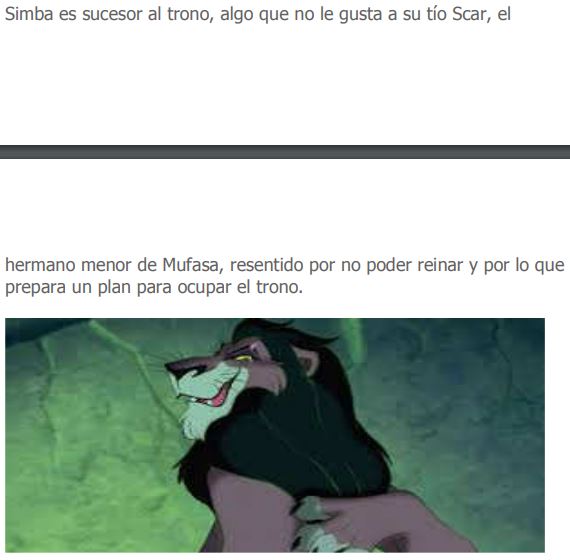 Simba es sucesor al trono, algo que no le gusta a su tío Scar, el
hermano menor de Mufasa, resentido por no poder reinar y por lo que
prepara un plan para ocupar el trono.